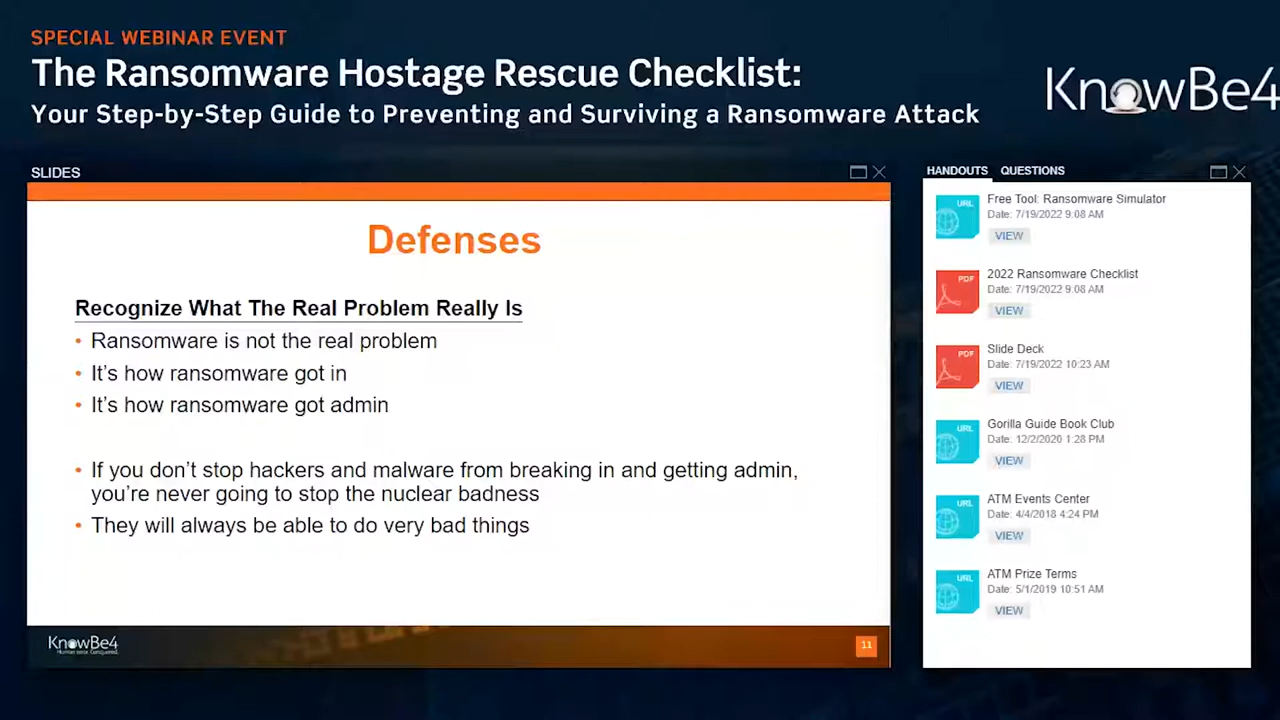 SPECIAL WEBINAR EVENT
The Ransomware Hostage Rescue Checklist:
Your Step-by-Step Guide to Preventing and Surviving a Ransomware Attack
KnowBe4
SLIDES
Defenses
Recognize What The Real Problem Really Is
• Ransomware is not the real problem
• It's how ransomware got in
• It's how ransomware got admin
• If you don't stop hackers and malware from breaking in and getting admin,
you're never going to stop the nuclear badness
• They will always be able to do very bad things
KnowBe4
Human error. Conquered.
11
HANDOUTS QUESTIONS
URL
Free Tool: Ransomware Simulator
Date: 7/19/2022 9:08 AM
VIEW
PDF
2022 Ransomware Checklist
Date: 7/19/2022 9:08 AM
VIEW
PDF
Slide Deck
Date: 7/19/2022 10:23 AM
VIEW
URL
Gorilla Guide Book Club
Date: 12/2/2020 1:28 PM
VIEW
URL
ATM Events Center
Date: 4/4/2018 4:24 PM
VIEW
URL
ATM Prize Terms
Date: 5/1/2019 10:51 AM
VIEW